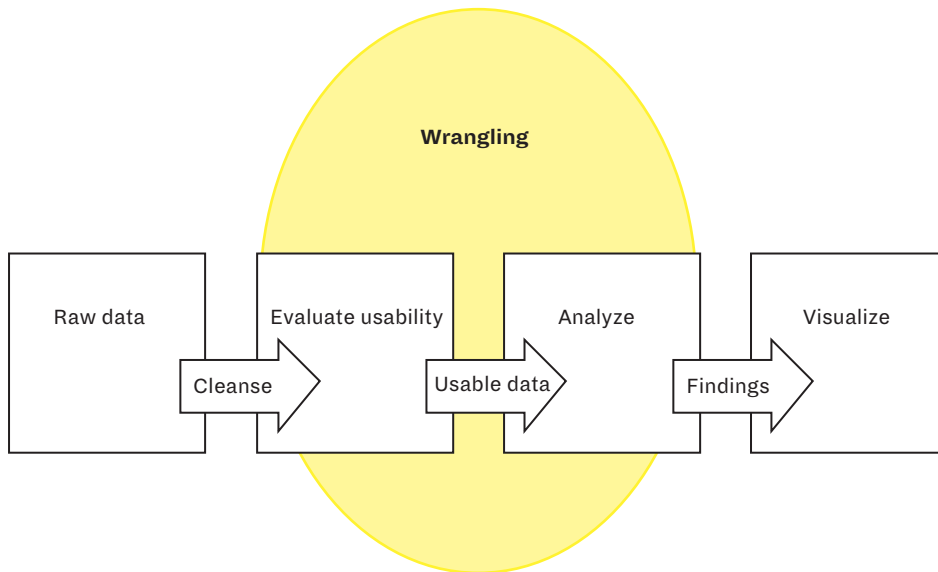 Wrangling
Raw data
Evaluate usability
Analyze
Visualize
Cleanse
Usable data
Findings